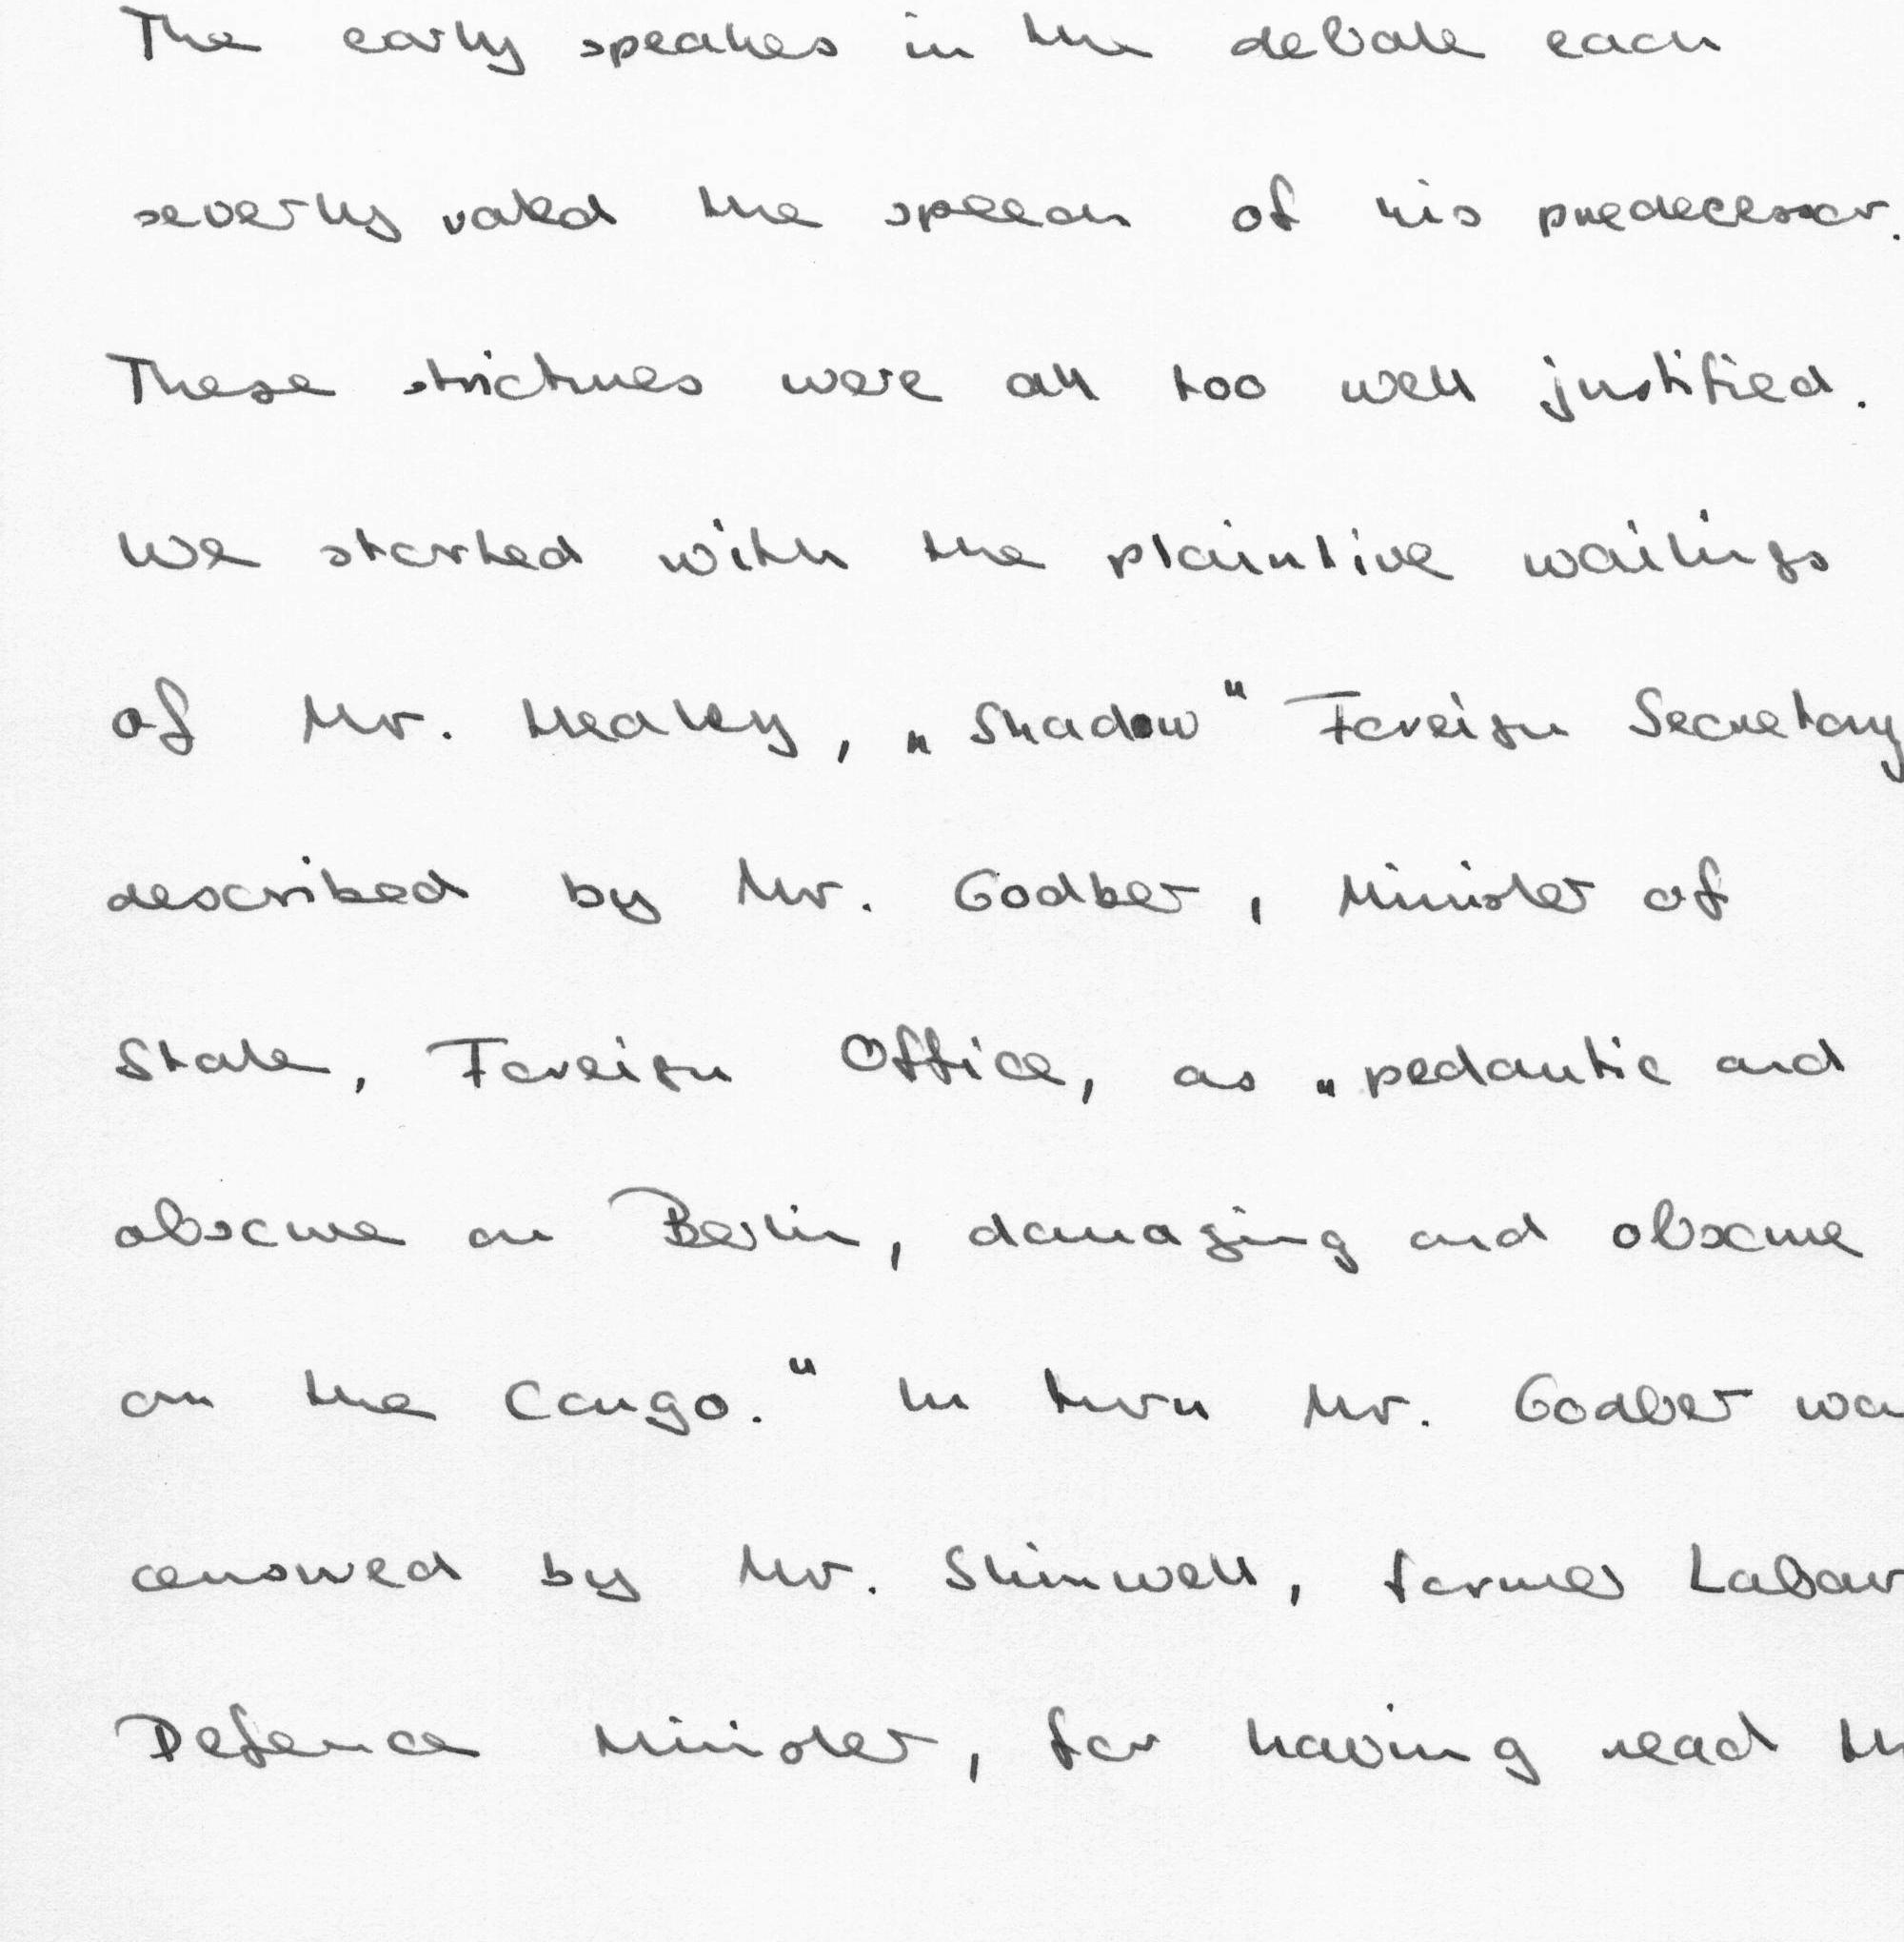 The early speakers in the debate each
severely rated the speech of his predecessor.
These strictures were all too well justified.
We started with the plaintive wailings
of Mr. Healey, „Shadow" Foreign Secretary
described by Mr. Godber, Minister of
State, Foreign Office, as „pedantic and
obscure on Berlin, damaging and obscure
on the Congo." In turn Mr. Godber wa
censured by Mr. Shinwell, former Labour
Defence Minister, for having read th